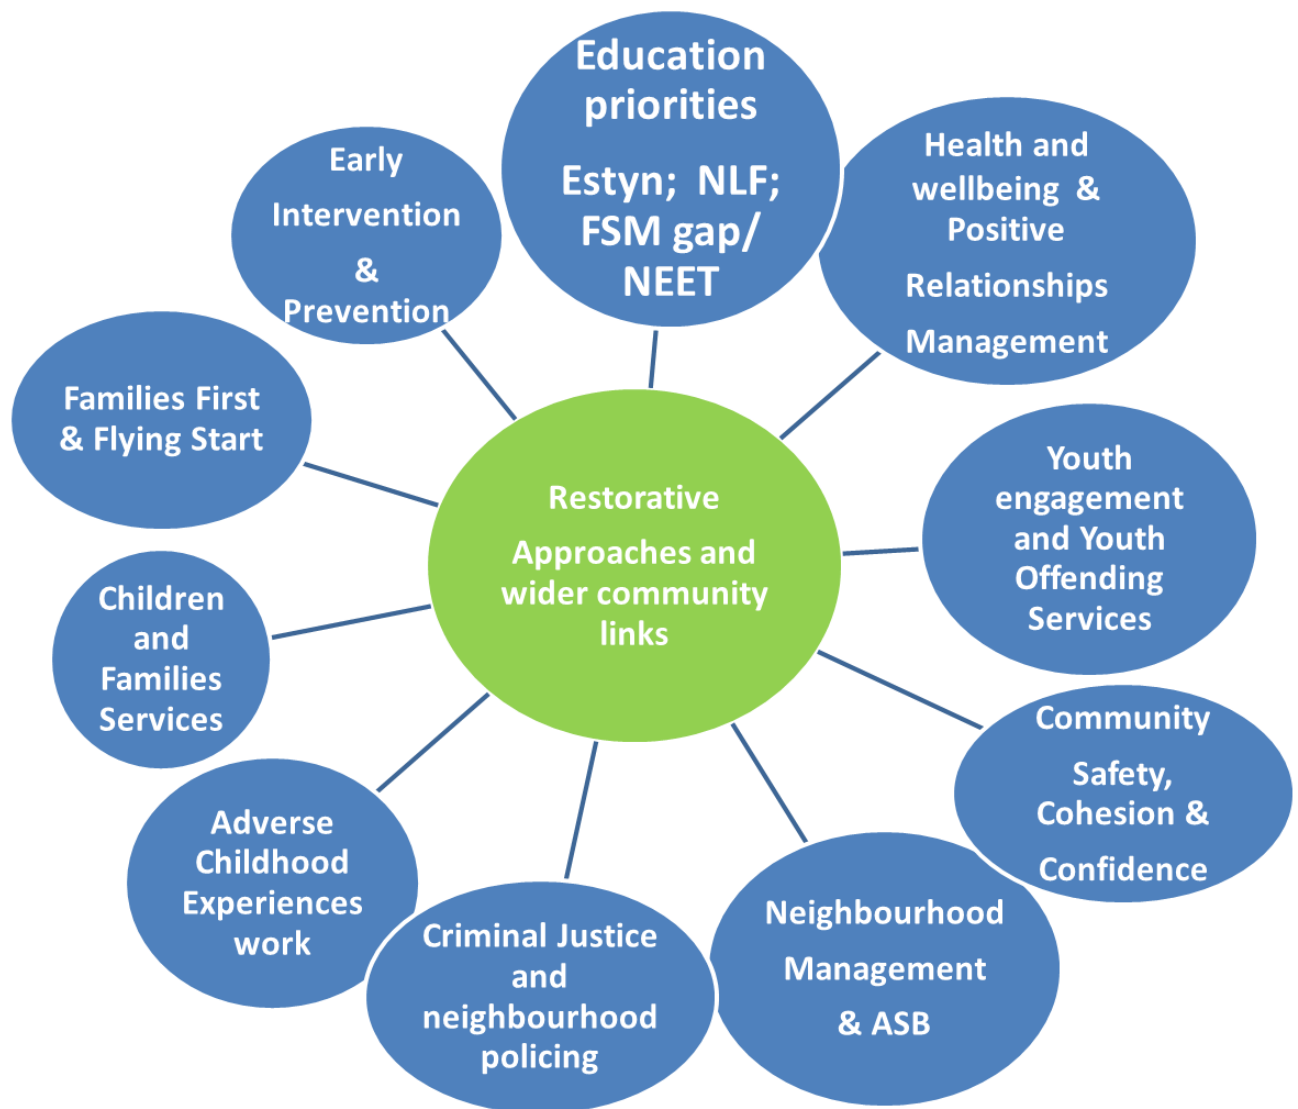 Education
priorities
Estyn; NLF;
FSM gap/
NEET
Health and
wellbeing &
Positive
Relationships
Management
Youth
engagement
and Youth
Offending
Services
Community
Safety,
Cohesion &
Confidence
Neighbourhood
Management
& ASB
Criminal Justice
and
neighbourhood
policing
Adverse
Childhood
Experiences
work
Children
and
Families
Services
Families First
& Flying Start
Early
Intervention
&
Prevention
Restorative
Approaches and
wider community
links